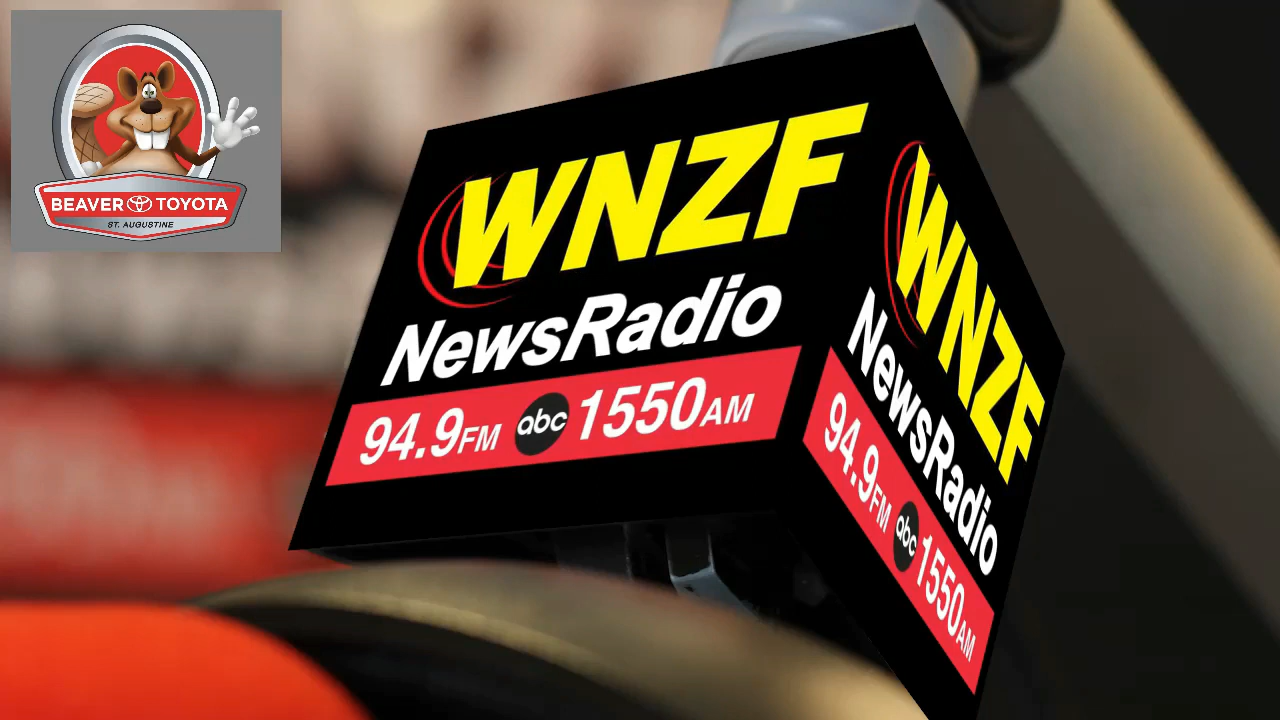 BEAVER TOYOTA
ST. AUGUSTINE
WNZF
NewsRadio
94.9FM abc 1550AM
WNZF
NewsRadio
94.9FM abc 1550AM